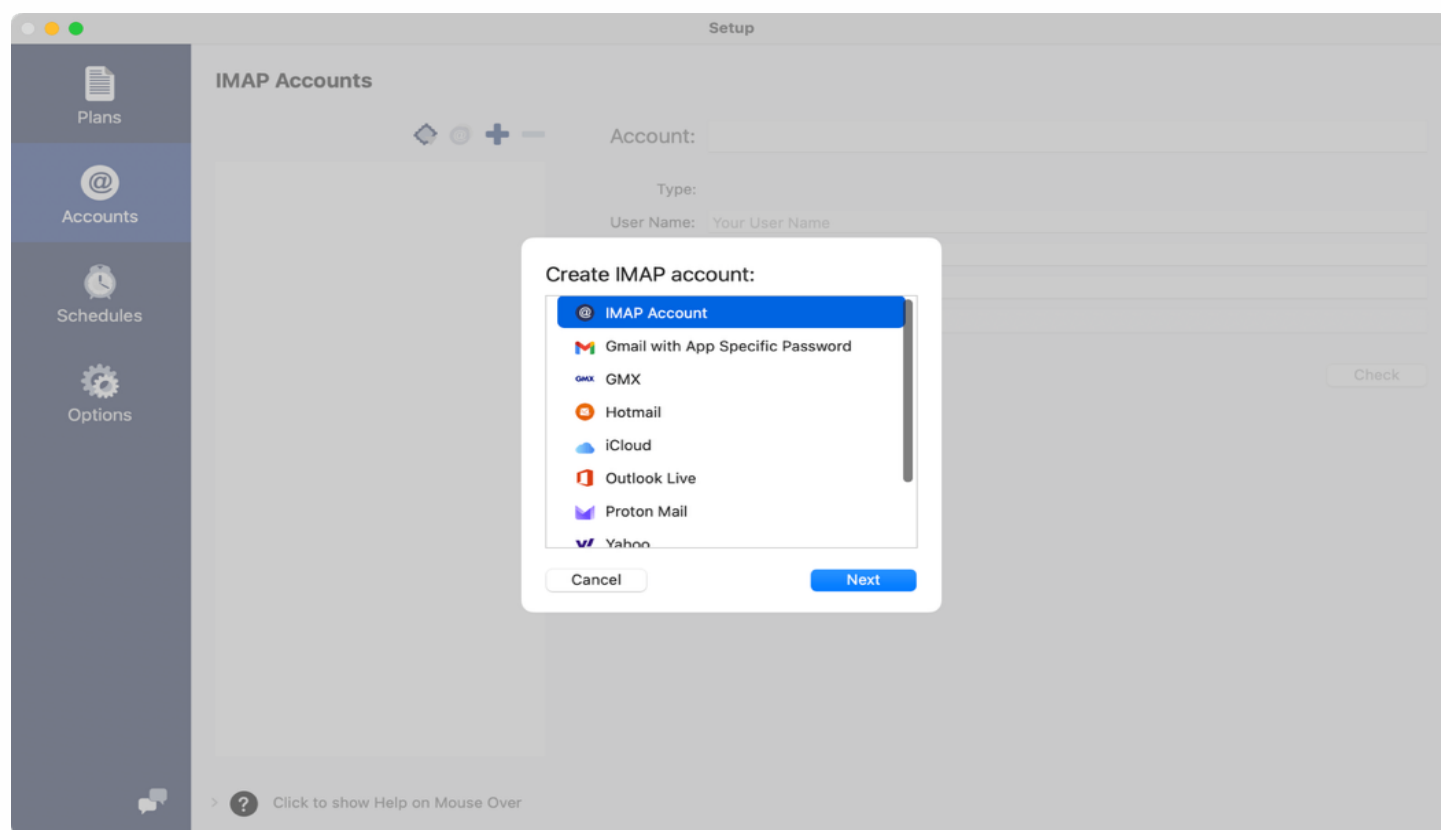 Setup
Plans
Accounts
Schedules
Options
IMAP Accounts
Account:
Type:
User Name: Your User Name
Check
Create IMAP account:
IMAP Account
Gmail with App Specific Password
GMX GMX
Hotmail
iCloud
Outlook Live
Proton Mail
Yahoo
Cancel Next
? Click to show Help on Mouse Over